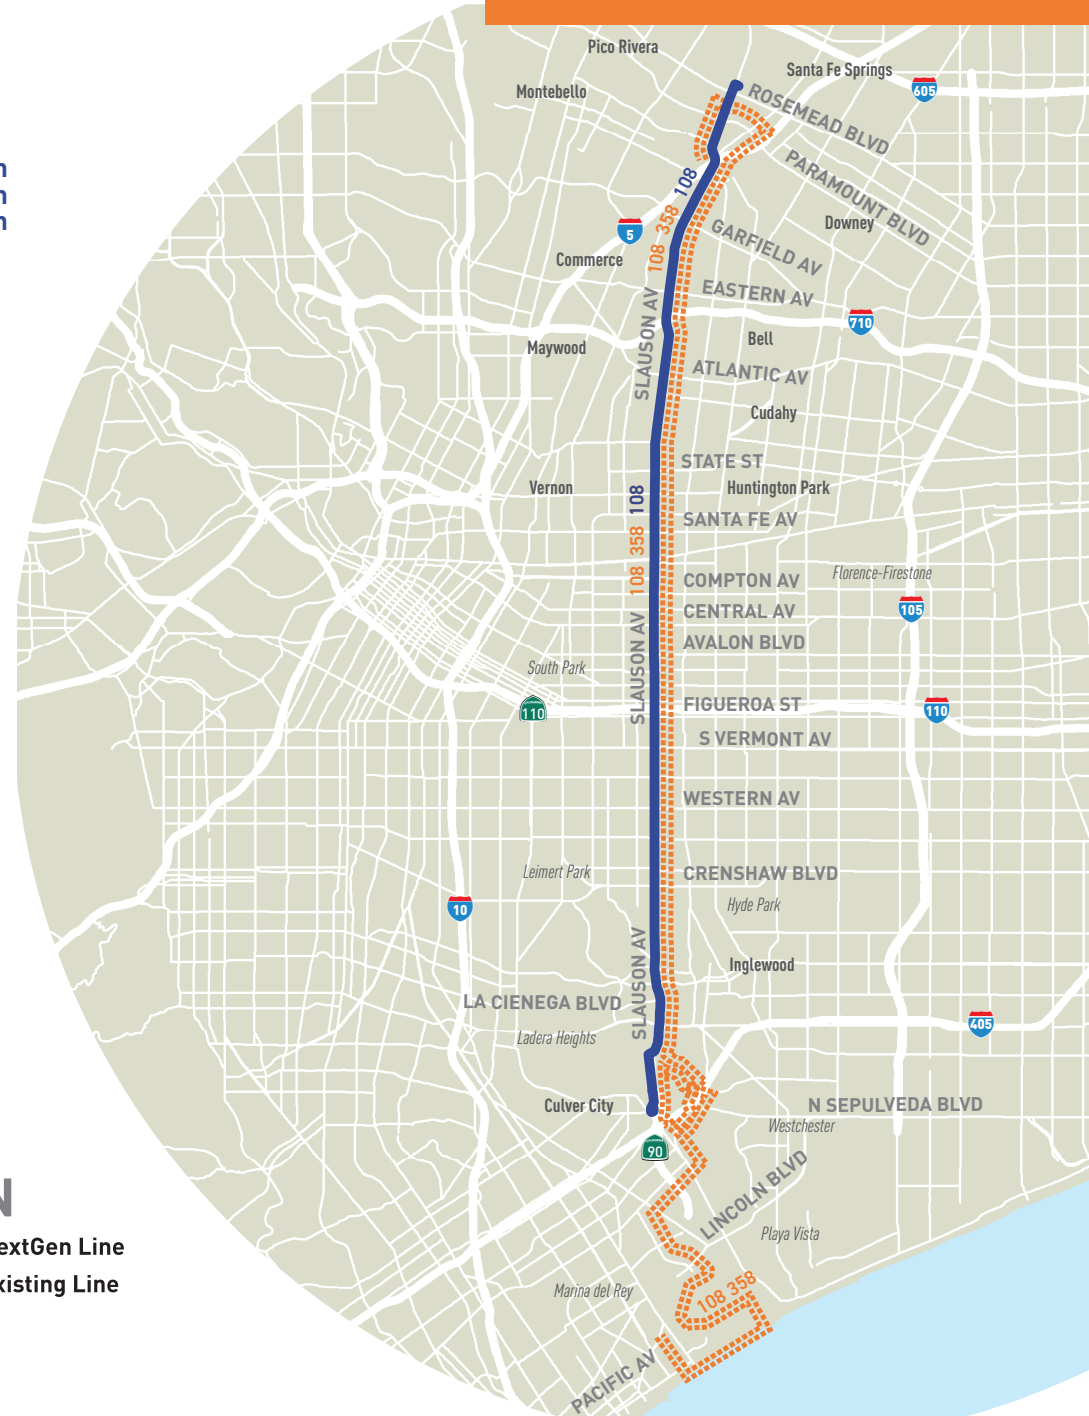 Pico Rivera
Santa Fe Springs
605
Montebello
ROSEMEAD BLVD
PARAMOUNT BLVD
108
108 358
Downey
5
GARFIELD AV
Commerce
EASTERN AV
710
SLAUSON AV
Bell
Maywood
ATLANTIC AV
Cudahy
STATE ST
Vernon
Huntington Park
108
108 358
SANTA FE AV
Florence-Firestone
COMPTON AV
105
CENTRAL AV
AVALON BLVD
SLAUSON AV
South Park
FIGUEROA ST
110
110
S VERMONT AV
WESTERN AV
Leimert Park
CRENSHAW BLVD
Hyde Park
10
SLAUSON AV
Inglewood
LA CIENEGA BLVD
405
Ladera Heights
Culver City
N SEPULVEDA BLVD
Westchester
90
LINCOLN BLVD
Playa Vista
extGen Line
xisting Line
Marina del Rey
108 358
PACIFIC AV
N